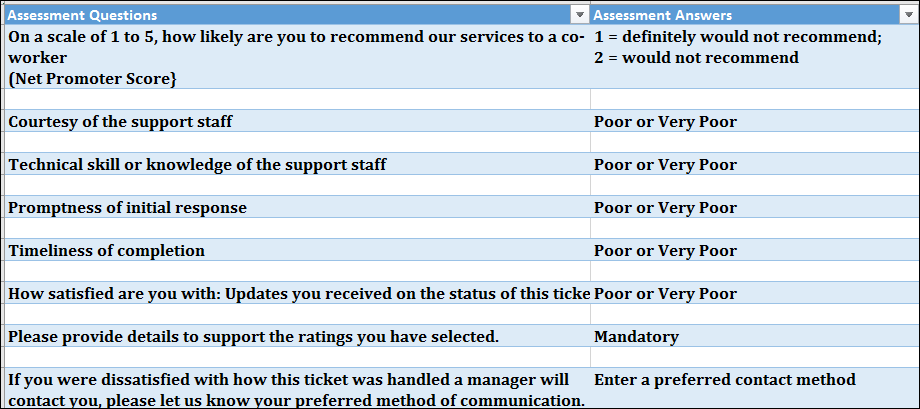 Assessment Questions Assessment Answers
On a scale of 1 to 5, how likely are you to recommend our services to a co- 1 = definitely would not recommend;
worker 2 = would not recommend
(Net Promoter Score}
Courtesy of the support staff Poor or Very Poor
Technical skill or knowledge of the support staff Poor or Very Poor
Promptness of initial response Poor or Very Poor
Timeliness of completion Poor or Very Poor
How satisfied are you with: Updates you received on the status of this ticke Poor or Very Poor
Please provide details to support the ratings you have selected. Mandatory
If you were dissatisfied with how this ticket was handled a manager will Enter a preferred contact method
contact you, please let us know your preferred method of communication.